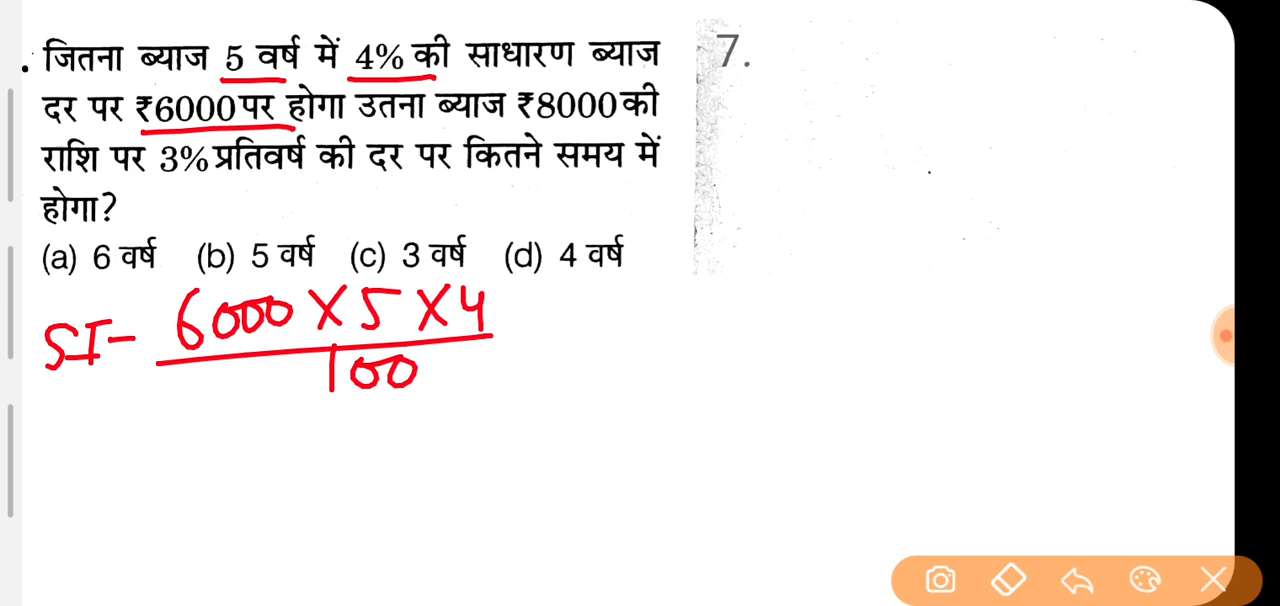 . जितना ब्याज 5 वर्ष में 4% की साधारण ब्याज
दर पर ₹6000 पर होगा उतना ब्याज ₹8000 की
राशि पर 3% प्रतिवर्ष की दर पर कितने समय में
होगा?
(a) 6 वर्ष (b) 5 वर्ष (c) 3 वर्ष (d) 4 वर्ष
SI- 6000 X 5 X 4
100
7.